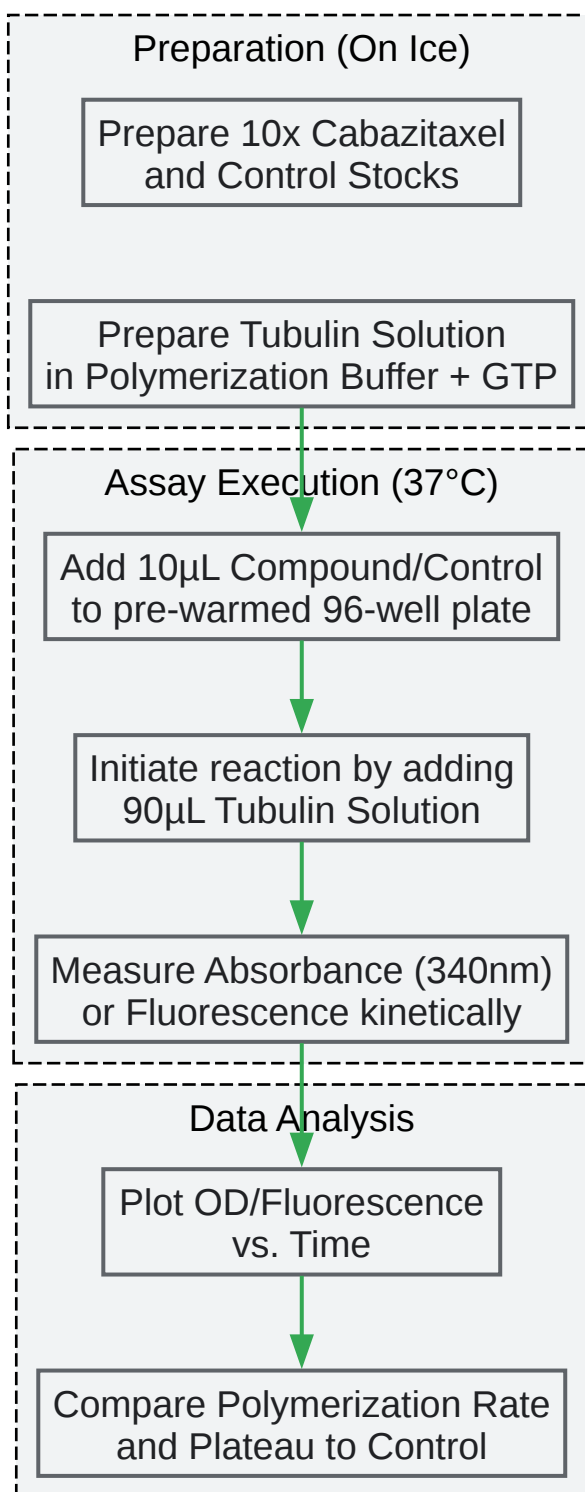 Preparation (On Ice)
Prepare 10x Cabazitaxel
and Control Stocks
Prepare Tubulin Solution
in Polymerization Buffer + GTP
Assay Execution (37°C)
Add 10µL Compound/Control
to pre-warmed 96-well plate
Initiate reaction by adding
90µL Tubulin Solution
Measure Absorbance (340nm)
or Fluorescence kinetically
Data Analysis
Plot OD/Fluorescence
vs. Time
Compare Polymerization Rate
and Plateau to Control